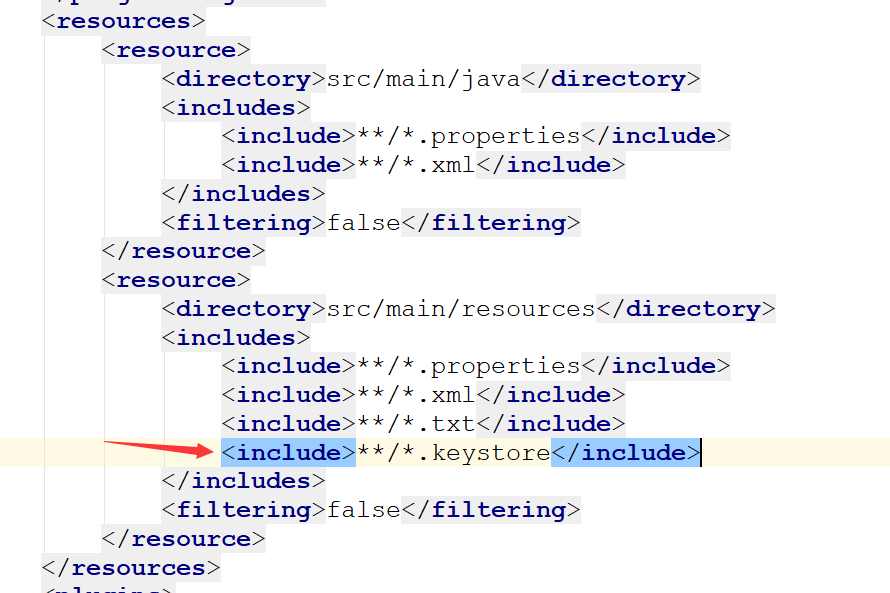 <resources>
<resource>
<directory>src/main/java</directory>
<includes>
<include>**/*.properties</include>
<include>**/*.xml</include>
</includes>
<filtering>false</filtering>
</resource>
<resource>
<directory>src/main/resources</directory>
<includes>
<include>**/*.properties</include>
<include>**/*.xml</include>
<include>**/*.txt</include>
<include>**/*.keystore</include>
</includes>
<filtering>false</filtering>
</resource>
</resources>